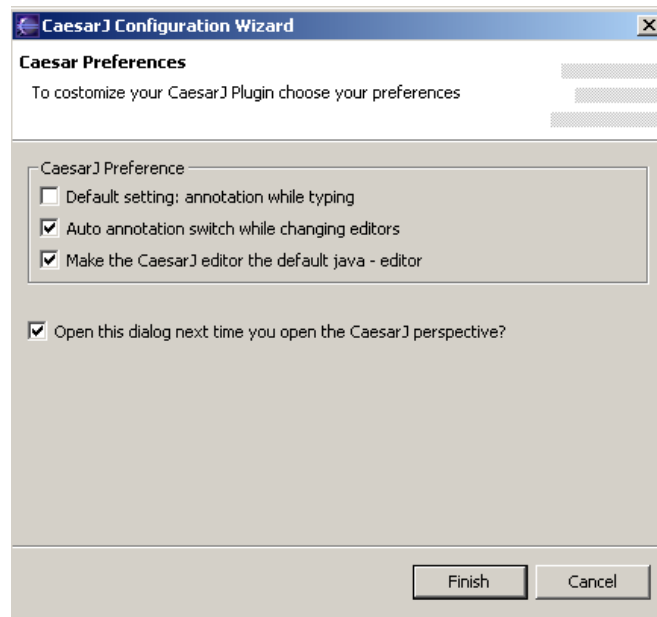 CaesarJ Configuration Wizard
Caesar Preferences
To costomize your CaesarJ Plugin choose your preferences
CaesarJ Preference
Default setting: annotation while typing
Auto annotation switch while changing editors
Make the CaesarJ editor the default java - editor
Open this dialog next time you open the CaesarJ perspective?
Finish
Cancel